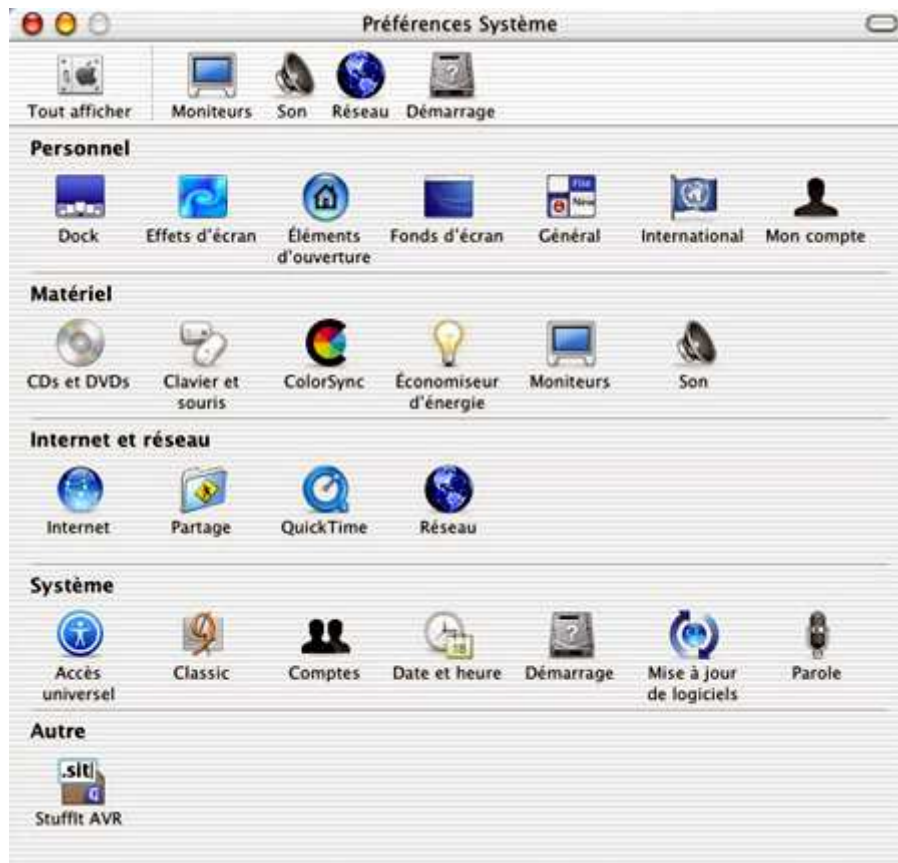 Préférences Système
Tout afficher Moniteurs Son Réseau Démarrage
Personnel
Dock Effets d'écran Éléments d'ouverture Fonds d'écran Général International Mon compte
Matériel
CDs et DVDs Clavier et souris ColorSync Économiseur d'énergie Moniteurs Son
Internet et réseau
Internet Partage QuickTime Réseau
Système
Accès universel Classic Comptes Date et heure Démarrage Mise à jour de logiciels Parole
18
Autre
.sit
StuffIt AVR